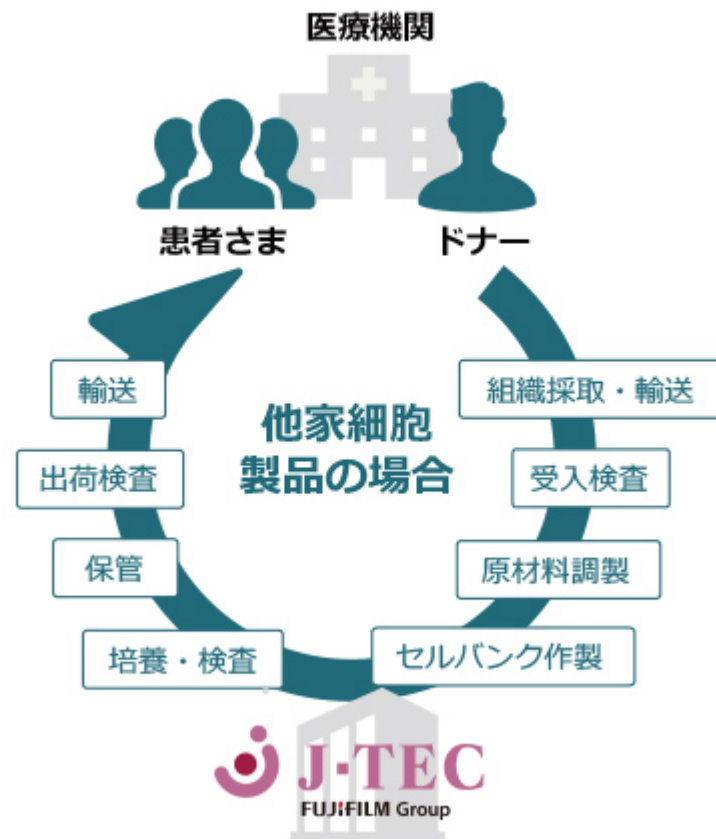 医療機関
患者さま
ドナー
組織採取・輸送
受入検査
原材料調製
セルバンク作製
培養・検査
保管
出荷検査
輸送
他家細胞
製品の場合
J-TEC
FUJIFILM Group